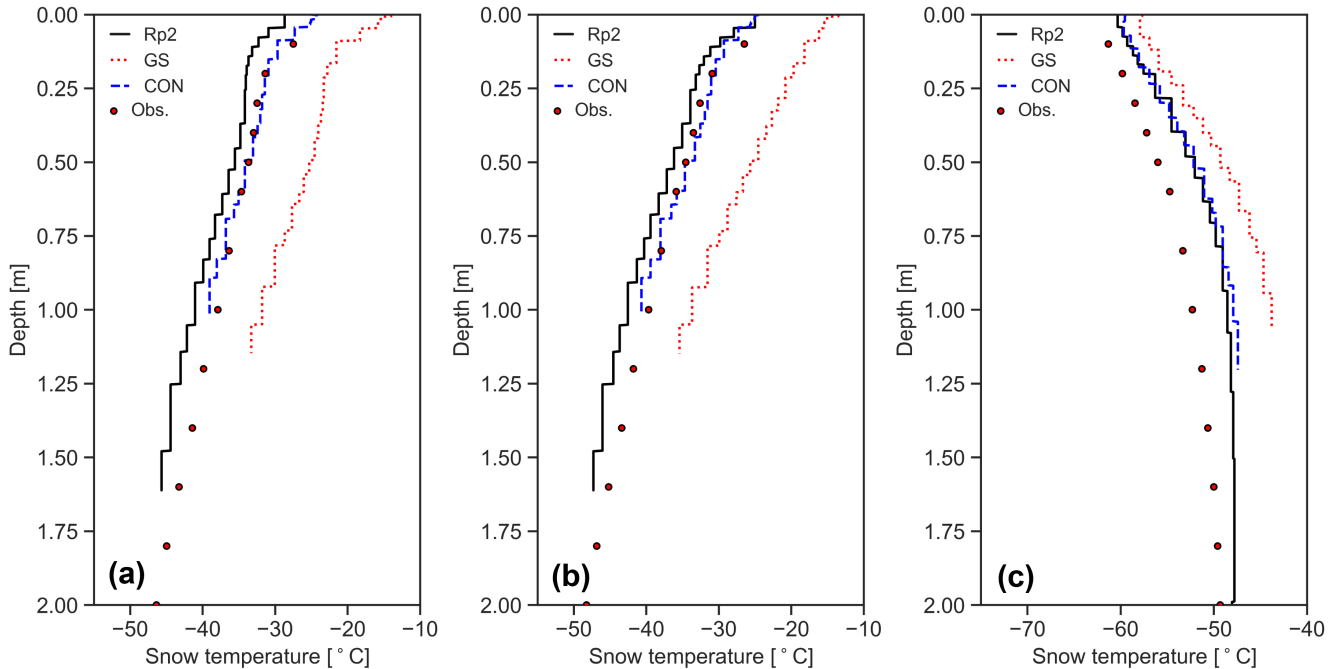 0.00
0.25
0.50
0.75
1.00
1.25
1.50
1.75
2.00
Depth [m]
Rp2
GS
CON
Obs.
(a)
−50
−40
−30
−20
−10
Snow temperature [ ° C]
0.00
0.25
0.50
0.75
1.00
1.25
1.50
1.75
2.00
Depth [m]
Rp2
GS
CON
Obs.
(b)
−50
−40
−30
−20
−10
Snow temperature [ ° C]
0.00
0.25
0.50
0.75
1.00
1.25
1.50
1.75
2.00
Depth [m]
Rp2
GS
CON
Obs.
(c)
−70
−60
−50
−40
Snow temperature [ ° C]